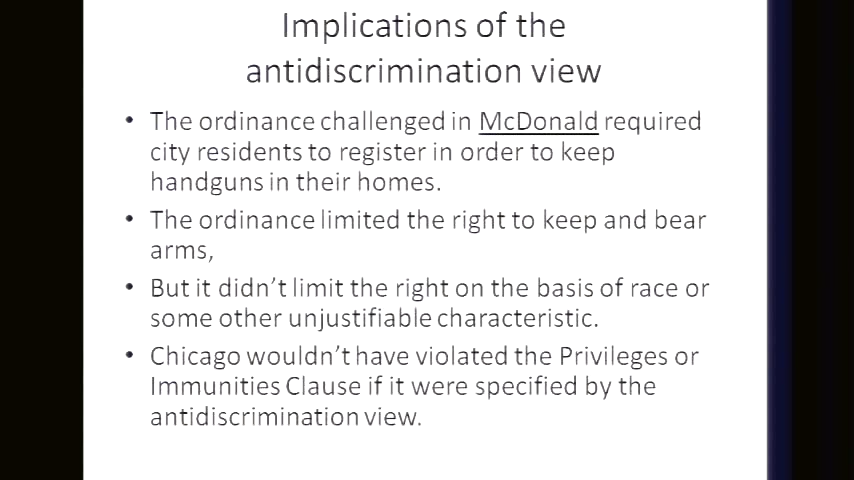 Implications of the
antidiscrimination view
• The ordinance challenged in McDonald required
city residents to register in order to keep
handguns in their homes.
• The ordinance limited the right to keep and bear
arms,
• But it didn’t limit the right on the basis of race or
some other unjustifiable characteristic.
• Chicago wouldn’t have violated the Privileges or
Immunities Clause if it were specified by the
antidiscrimination view.